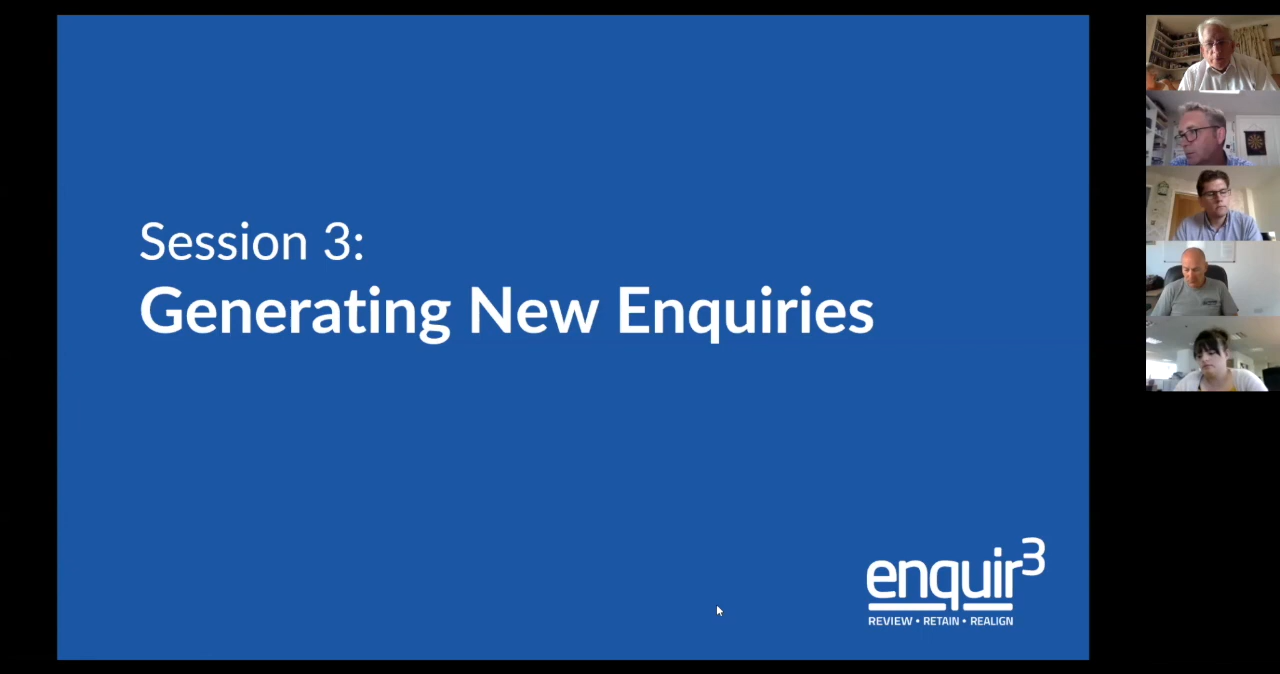 Session 3:
Generating New Enquiries
enquir3
REVIEW • RETAIN • REALIGN